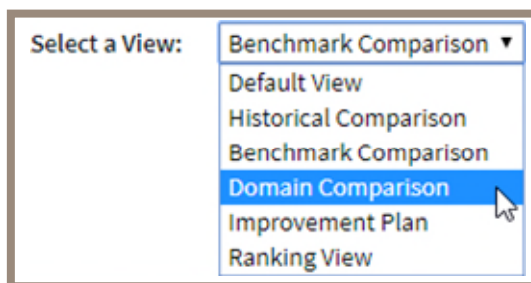 Select a View: Benchmark Comparison ▼
Default View
Historical Comparison
Benchmark Comparison
Domain Comparison
Improvement Plan
Ranking View